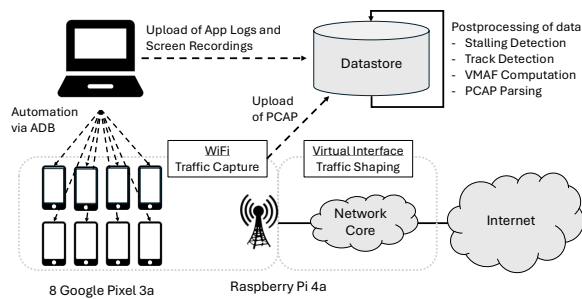 Upload of App Logs and
Screen Recordings
Datastore
Postprocessing of data
- Stalling Detection
- Track Detection
- VMAF Computation
- PCAP Parsing
Automation
via ADB
Upload
of PCAP
WiFi
Traffic Capture
Virtual Interface
Traffic Shaping
Network
Core
Internet
8 Google Pixel 3a
Raspberry Pi 4a